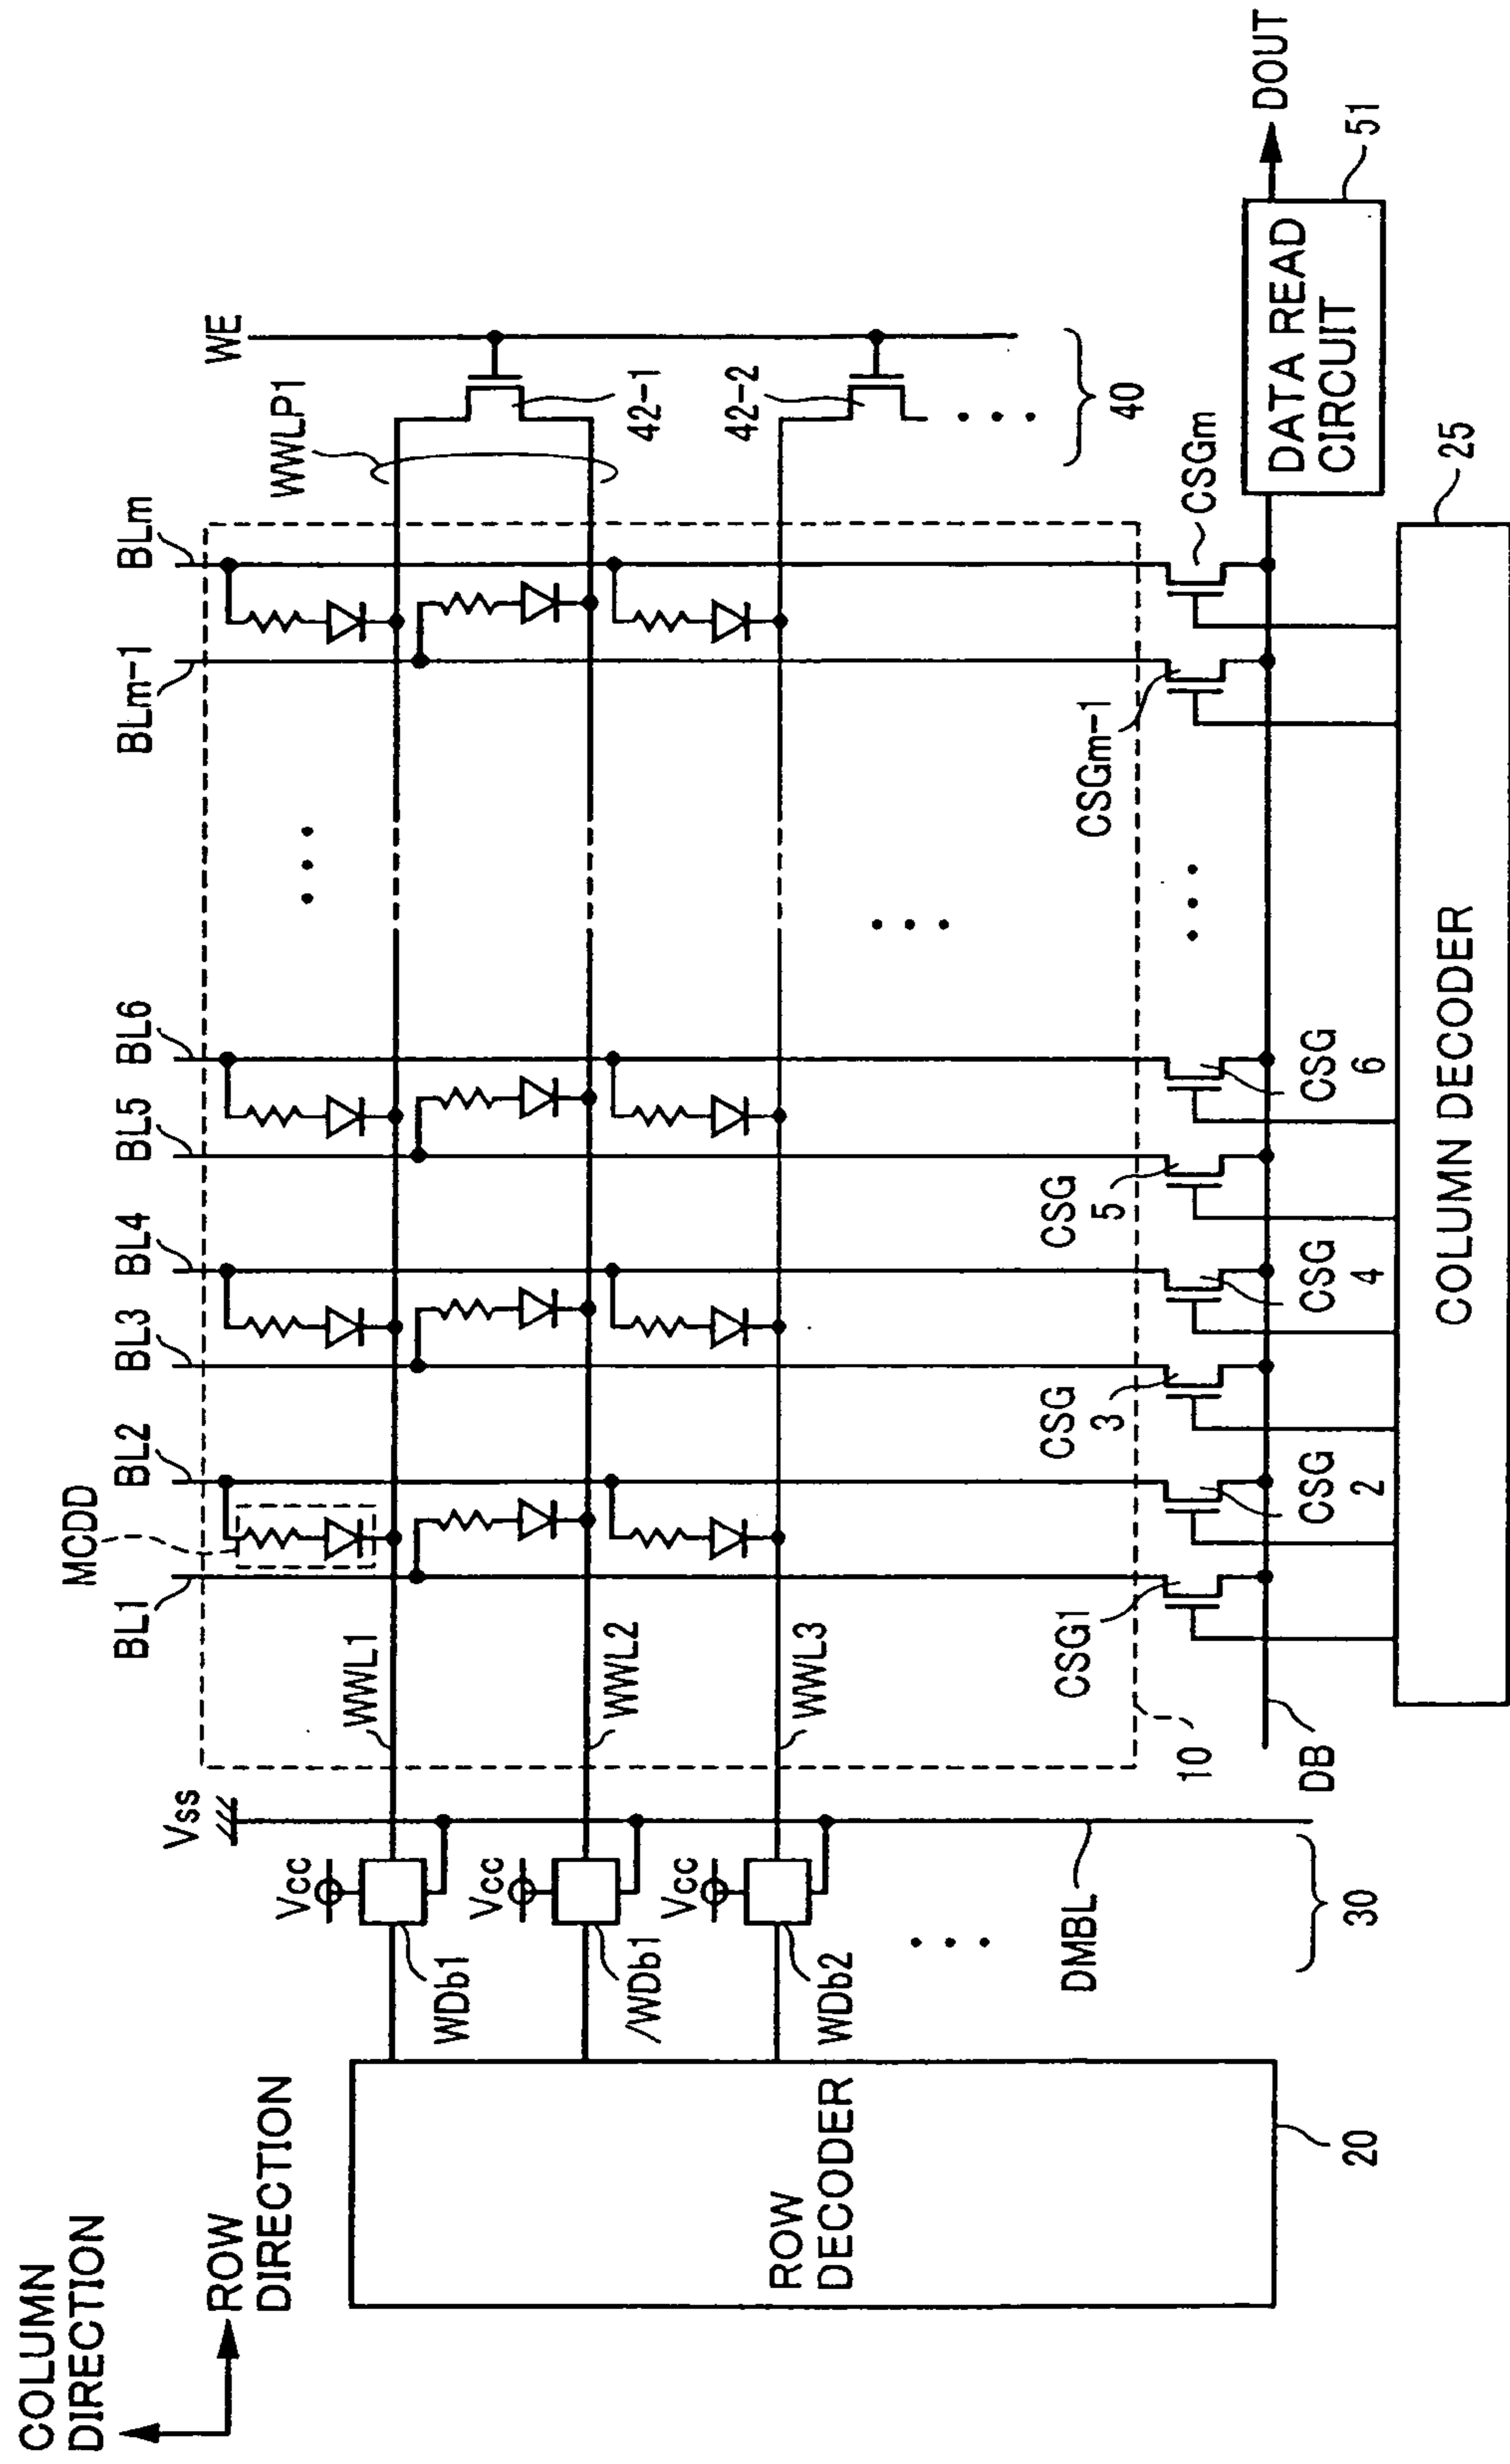 COLUMN
DIRECTION
ROW
DIRECTION
ROW
DECODER
20
Vss
Vcc
Vcc
Vcc
WDb1
/WDb1
WDb2
DMBL
30
WWL1
WWL2
WWL3
MCDD
BL1
BL2
BL3
BL4
BL5
BL6
BLm-1
BLm
WWLP1
WE
42-1
42-2
40
10
DB
CSG1
CSG
2
CSG
3
CSG
4
CSG
5
CSG
6
CSGm-1
CSGm
COLUMN DECODER
25
DATA READ
CIRCUIT
51
DOUT